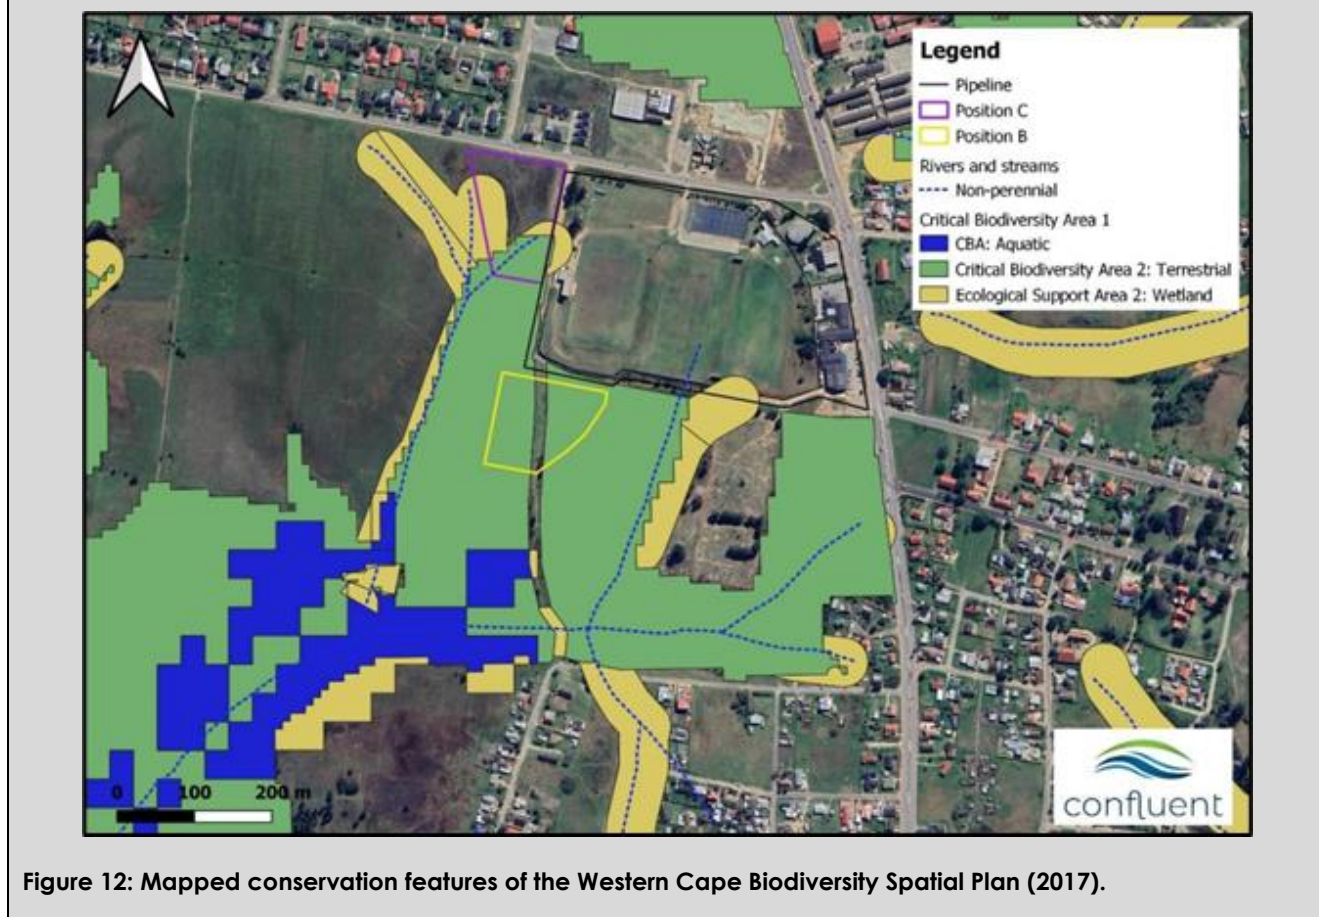 Legend
Pipeline
Position C
Position B
Rivers and streams
Non-perennial
Critical Biodiversity Area 1
CBA: Aquatic
Critical Biodiversity Area 2: Terrestrial
Ecological Support Area 2: Wetland
0 100 200 m
confluent
Figure 12: Mapped conservation features of the Western Cape Biodiversity Spatial Plan (2017).